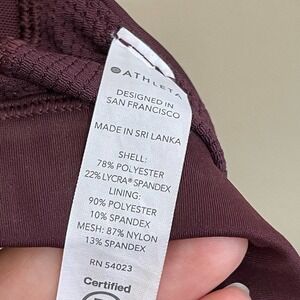 ATHLETA
DESIGNED IN
SAN FRANCISCO
MADE IN SRI LANKA
SHELL:
78% POLYESTER
22% LYCRA® SPANDEX
LINING:
90% POLYESTER
10% SPANDEX
MESH: 87% NYLON
13% SPANDEX
RN 54023
Certified